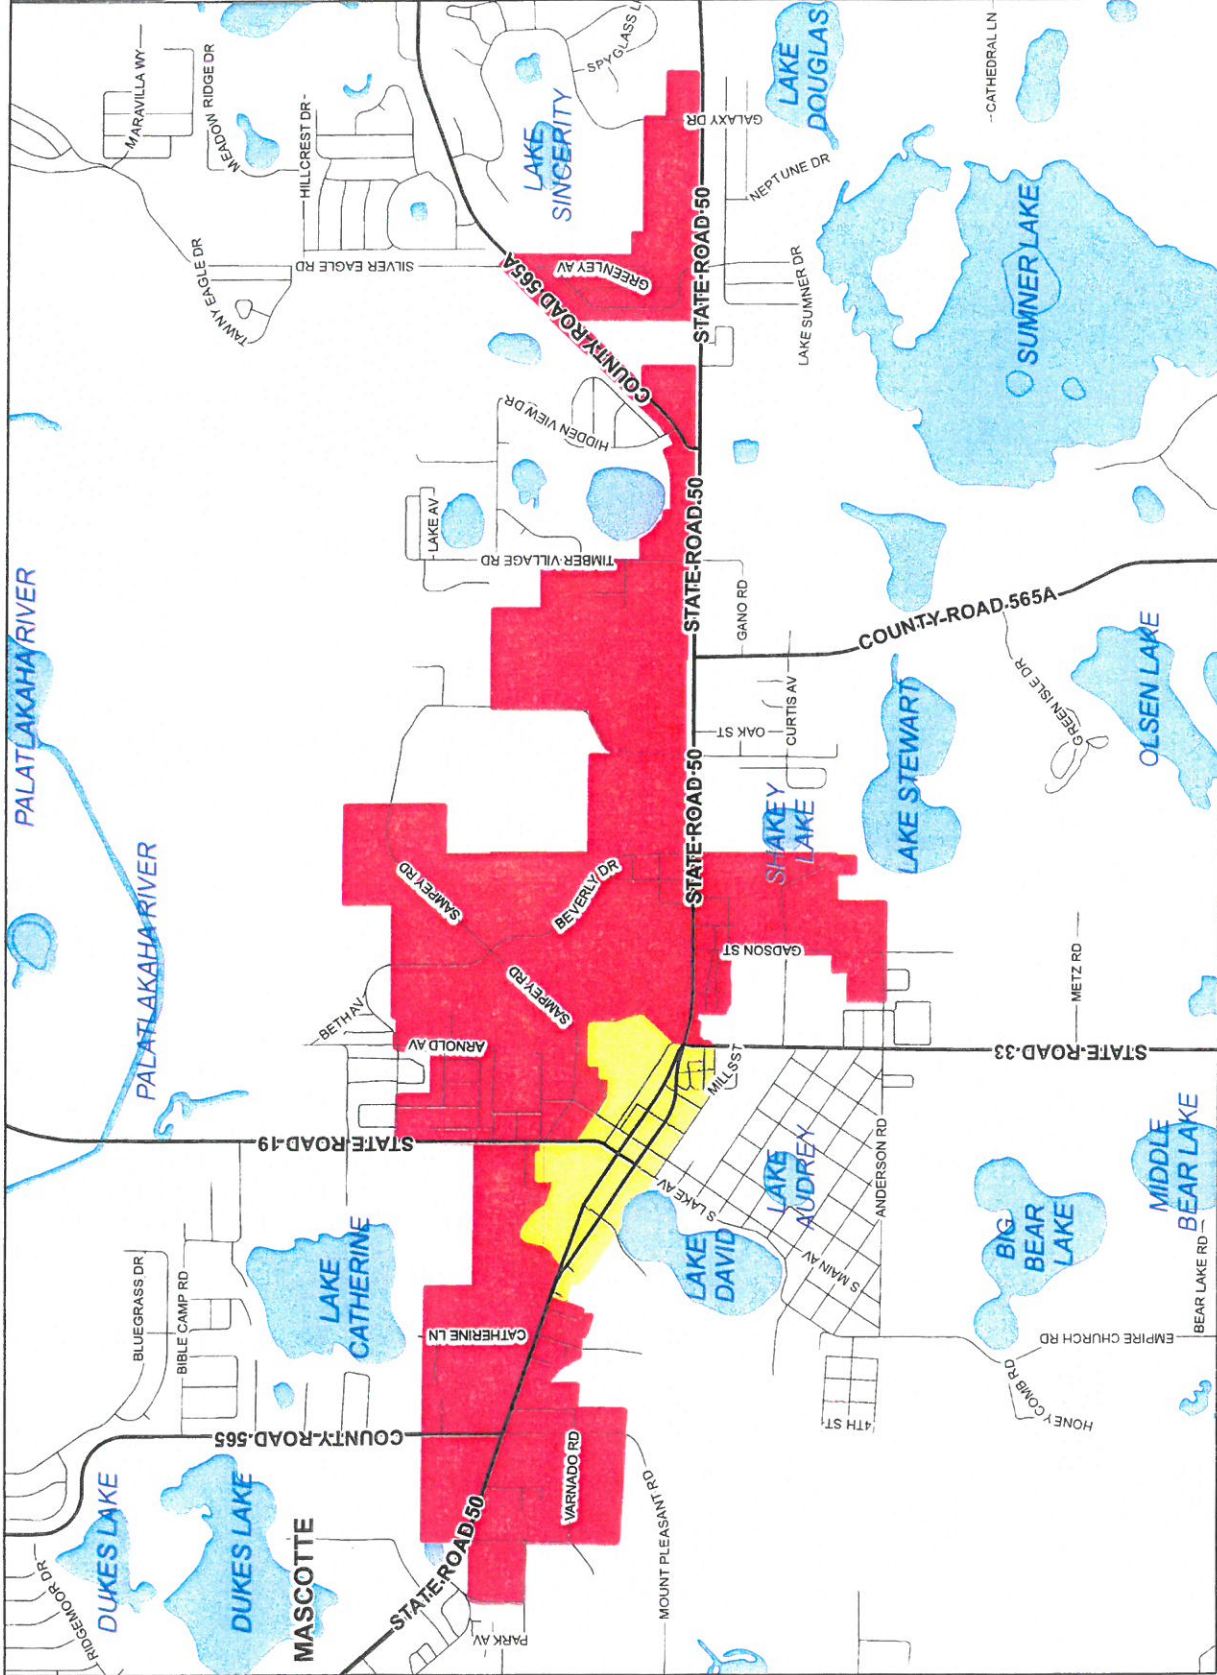 PALATLAKAHA RIVER
PALATLAKAHA RIVER
MARAVILLA WY
MEADOW RIDGE DR
HILLCREST DR
TAWNY EAGLE DR
SILVER EAGLE RD
SPYGLASS L
LAKE
SINCERITY
LAKE
DOUGLAS
CATHEDRAL LN
GALAXY DR
NEPTUNE DR
GREENLEY AV
COUNTY ROAD 565A
STATE ROAD 50
LAKE SUMNER DR
SUMNER LAKE
HIDDEN VIEW DR
LAKE AV
TIMBER VILLAGE RD
STATE ROAD 50
GANO RD
COUNTY ROAD 565A
GREEN ISLE DR
OLSEN LAKE
OAK ST
CURTIS AV
LAKE STEWART
SHAKEY
LAKE
STATE ROAD 50
SAMPEY RD
BEVERLY DR
SAMPEY RD
GADSON ST
BETH AV
ARNOLD AV
METZ RD
STATE ROAD 33
MILLS ST
STATE ROAD 19
S LAKE AV
LAKE
AUDREY
ANDERSON RD
MIDDLE
BEAR LAKE
BIG
BEAR
LAKE
LAKE
DAVID
S MAIN AV
LAKE
CATHERINE
BLUEGRASS DR
BIBLE CAMP RD
CATHERINE LN
BEAR LAKE RD
EMPIRE CHURCH RD
HONEY COMB RD
4TH ST
COUNTY ROAD 565
VARNADO RD
MOUNT PLEASANT RD
STATE ROAD 50
DUKES LAKE
DUKES LAKE
MASCOTTE
RIDGEMOOR DR
PARK AV